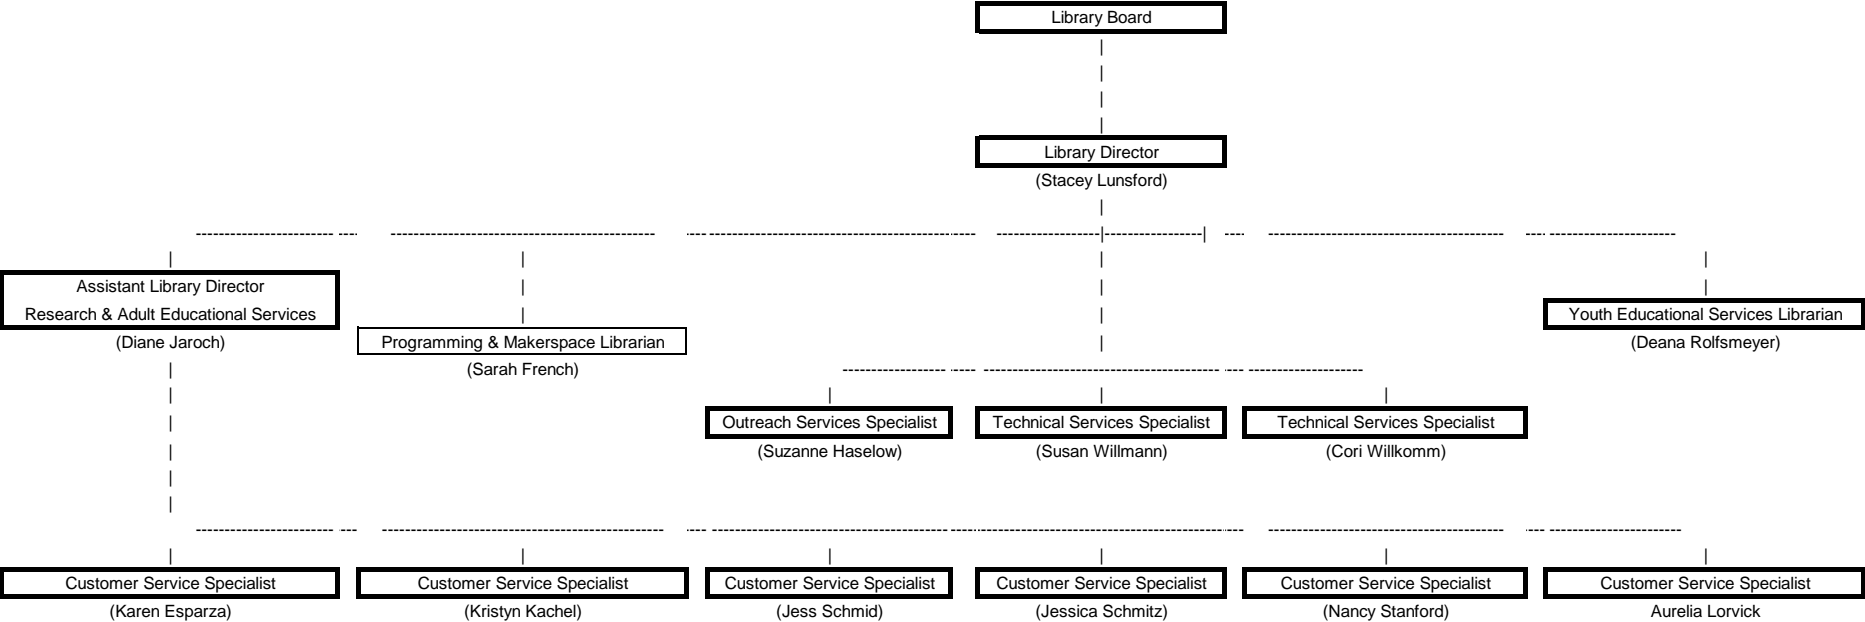 Library Board
Library Director
(Stacey Lunsford)
Assistant Library Director
Research & Adult Educational Services
(Diane Jaroch)
Programming & Makerspace Librarian
(Sarah French)
Youth Educational Services Librarian
(Deana Rolfsmeyer)
Outreach Services Specialist
(Suzanne Haselow)
Technical Services Specialist
(Susan Willmann)
Technical Services Specialist
(Cori Willkomm)
Customer Service Specialist
(Karen Esparza)
Customer Service Specialist
(Kristyn Kachel)
Customer Service Specialist
(Jess Schmid)
Customer Service Specialist
(Jessica Schmitz)
Customer Service Specialist
(Nancy Stanford)
Customer Service Specialist
Aurelia Lorvick